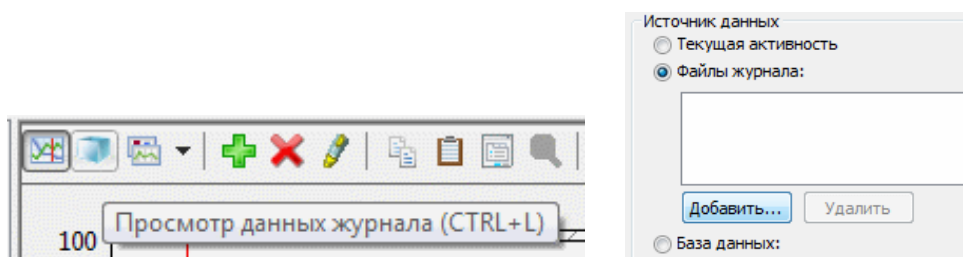 Просмотр данных журнала (CTRL+L)
100
Источник данных
Текущая активность
Файлы журнала:
Добавить... Удалить
База данных: